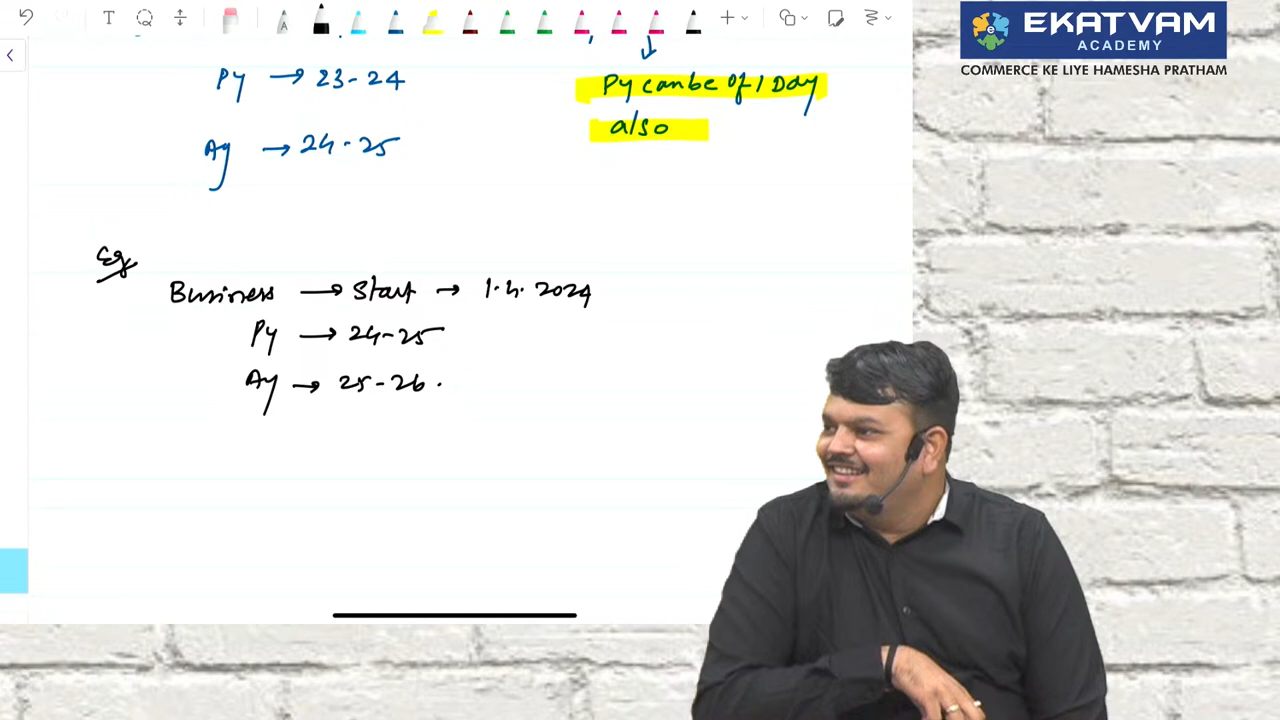 EKATVAM
ACADEMY
COMMERCE KE LIYE HAMESHA PRATHAM
Py → 23-24
Ay → 24-25
Py can be of 1 Day
also
Eg
Business → Start → 1.4.2024
Py → 24-25
Ay → 25-26.